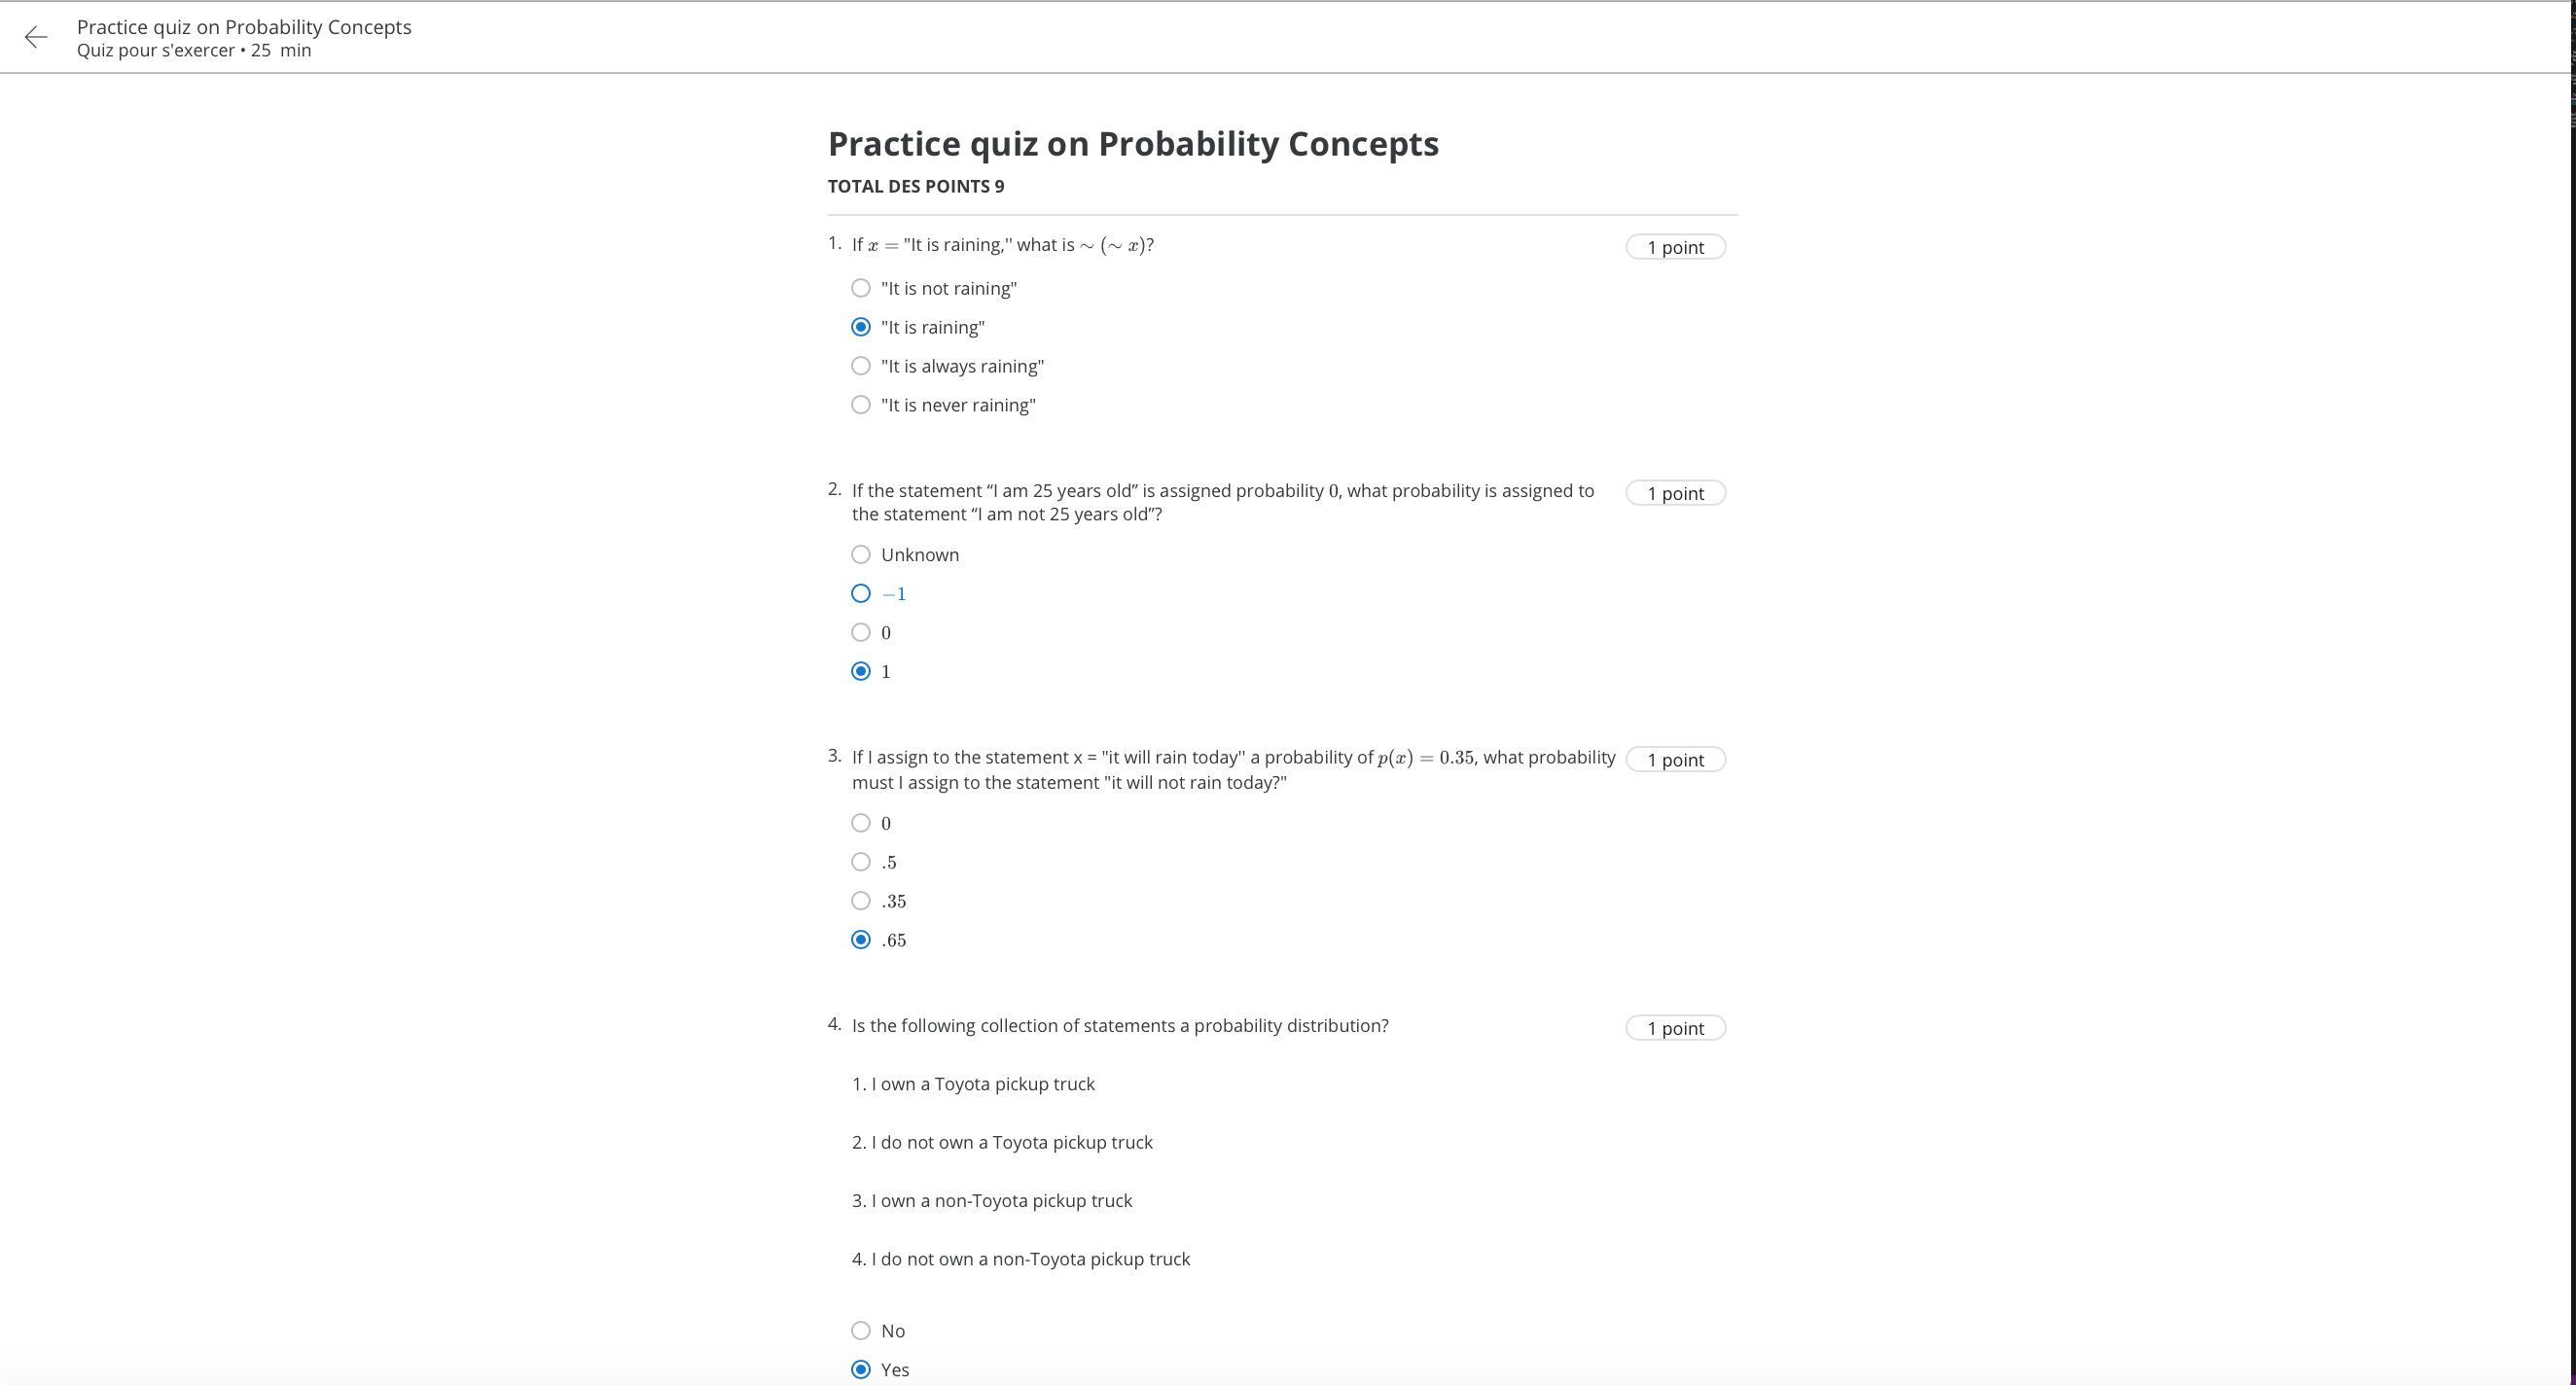 Practice quiz on Probability Concepts
Quiz pour s'exercer • 25 min
Practice quiz on Probability Concepts
TOTAL DES POINTS 9
1. If x = "It is raining,'' what is ∼ (∼ x)?
1 point
"It is not raining"
"It is raining"
"It is always raining"
"It is never raining"
2. If the statement “I am 25 years old” is assigned probability 0, what probability is assigned to
1 point
the statement “I am not 25 years old”?
Unknown
−1
0
1
3. If I assign to the statement x = "it will rain today'' a probability of p(x) = 0.35, what probability
1 point
must I assign to the statement "it will not rain today?"
0
.5
.35
.65
4. Is the following collection of statements a probability distribution?
1 point
1. I own a Toyota pickup truck
2. I do not own a Toyota pickup truck
3. I own a non-Toyota pickup truck
4. I do not own a non-Toyota pickup truck
No
Yes